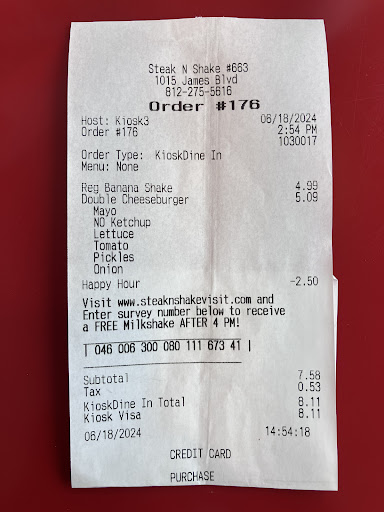 Steak N Shake #663
1015 James Blvd
812-275-5616
Order #176
Host: Kiosk3 06/18/2024
Order #176 2:54 PM
1030017
Order Type: KioskDine In
Menu: None
Reg Banana Shake 4.99
Double Cheeseburger 5.09
Mayo
NO Ketchup
Lettuce
Tomato
Pickles
Onion
Happy Hour -2.50
Visit www.steaknshakevisit.com and
Enter survey number below to receive
a FREE Milkshake AFTER 4 PM!
| 046 006 300 080 111 673 41 |
Subtotal 7.58
Tax 0.53
KioskDine In Total 8.11
Kiosk Visa 8.11
06/18/2024 14:54:18
CREDIT CARD
PURCHASE